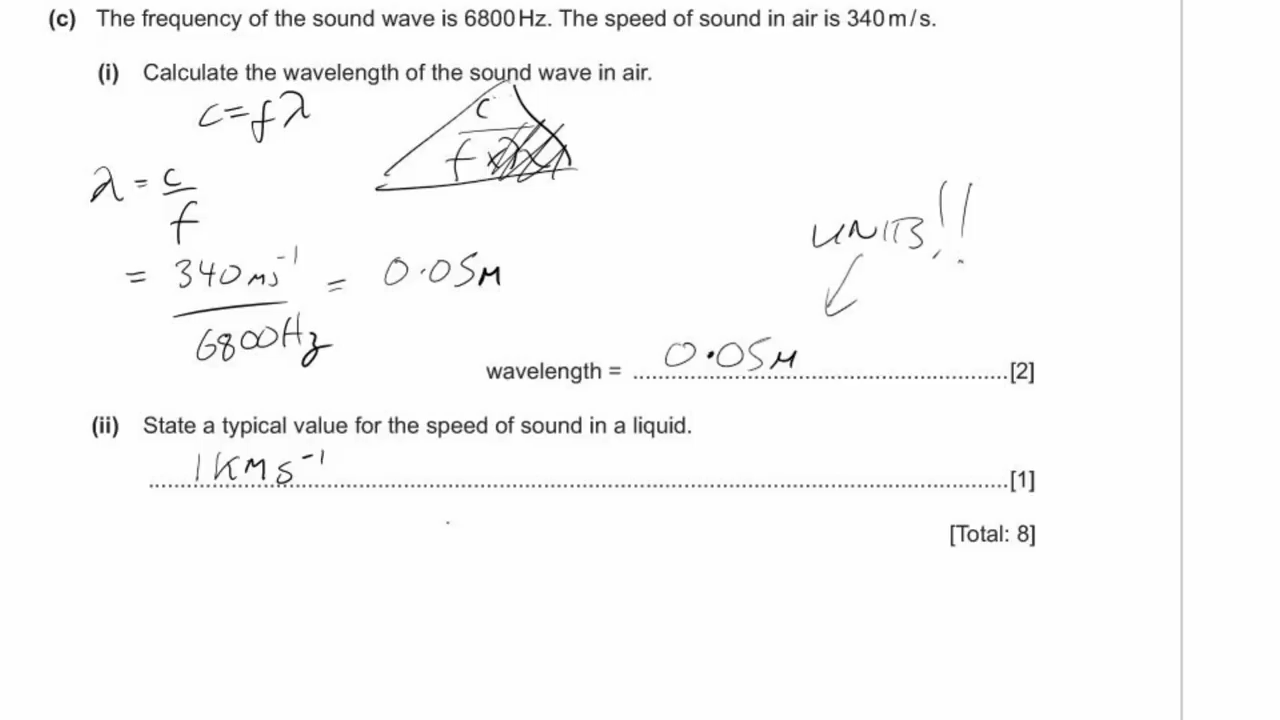 (c) The frequency of the sound wave is 6800 Hz. The speed of sound in air is 340 m/s.
(i) Calculate the wavelength of the sound wave in air.
c = fλ
c
f
λ = c
f
UNITS!!
= 340ms⁻¹ = 0.05m
6800Hz
wavelength = 0.05m [2]
(ii) State a typical value for the speed of sound in a liquid.
1 KMS⁻¹ [1]
[Total: 8]